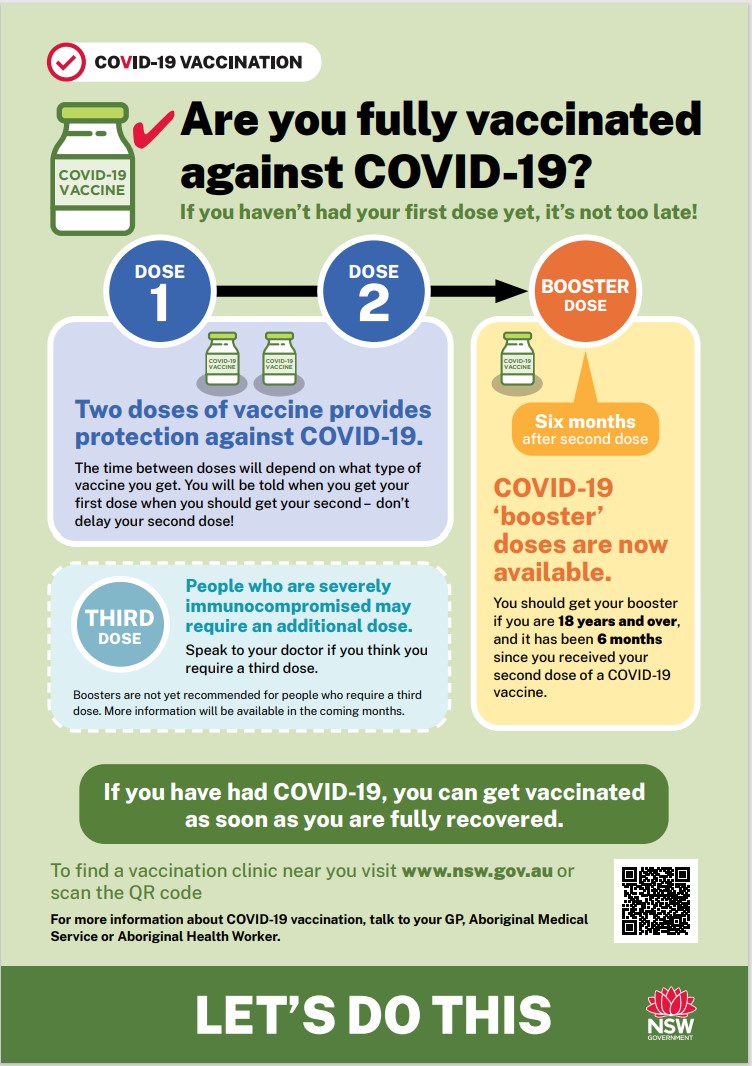 COVID-19 VACCINATION
Are you fully vaccinated
against COVID-19?
If you haven't had your first dose yet, it's not too late!
COVID-19
VACCINE
DOSE
1
DOSE
2
BOOSTER
DOSE
COVID-19
VACCINE
COVID-19
VACCINE
Two doses of vaccine provides
protection against COVID-19.
The time between doses will depend on what type of
vaccine you get. You will be told when you get your
first dose when you should get your second – don't
delay your second dose!
THIRD
DOSE
People who are severely
immunocompromised may
require an additional dose.
Speak to your doctor if you think you
require a third dose.
Boosters are not yet recommended for people who require a third
dose. More information will be available in the coming months.
COVID-19
VACCINE
Six months
after second dose
COVID-19
‘booster’
doses are now
available.
You should get your booster
if you are 18 years and over,
and it has been 6 months
since you received your
second dose of a COVID-19
vaccine.
If you have had COVID-19, you can get vaccinated
as soon as you are fully recovered.
To find a vaccination clinic near you visit www.nsw.gov.au or
scan the QR code
For more information about COVID-19 vaccination, talk to your GP, Aboriginal Medical
Service or Aboriginal Health Worker.
LET'S DO THIS
NSW
GOVERNMENT